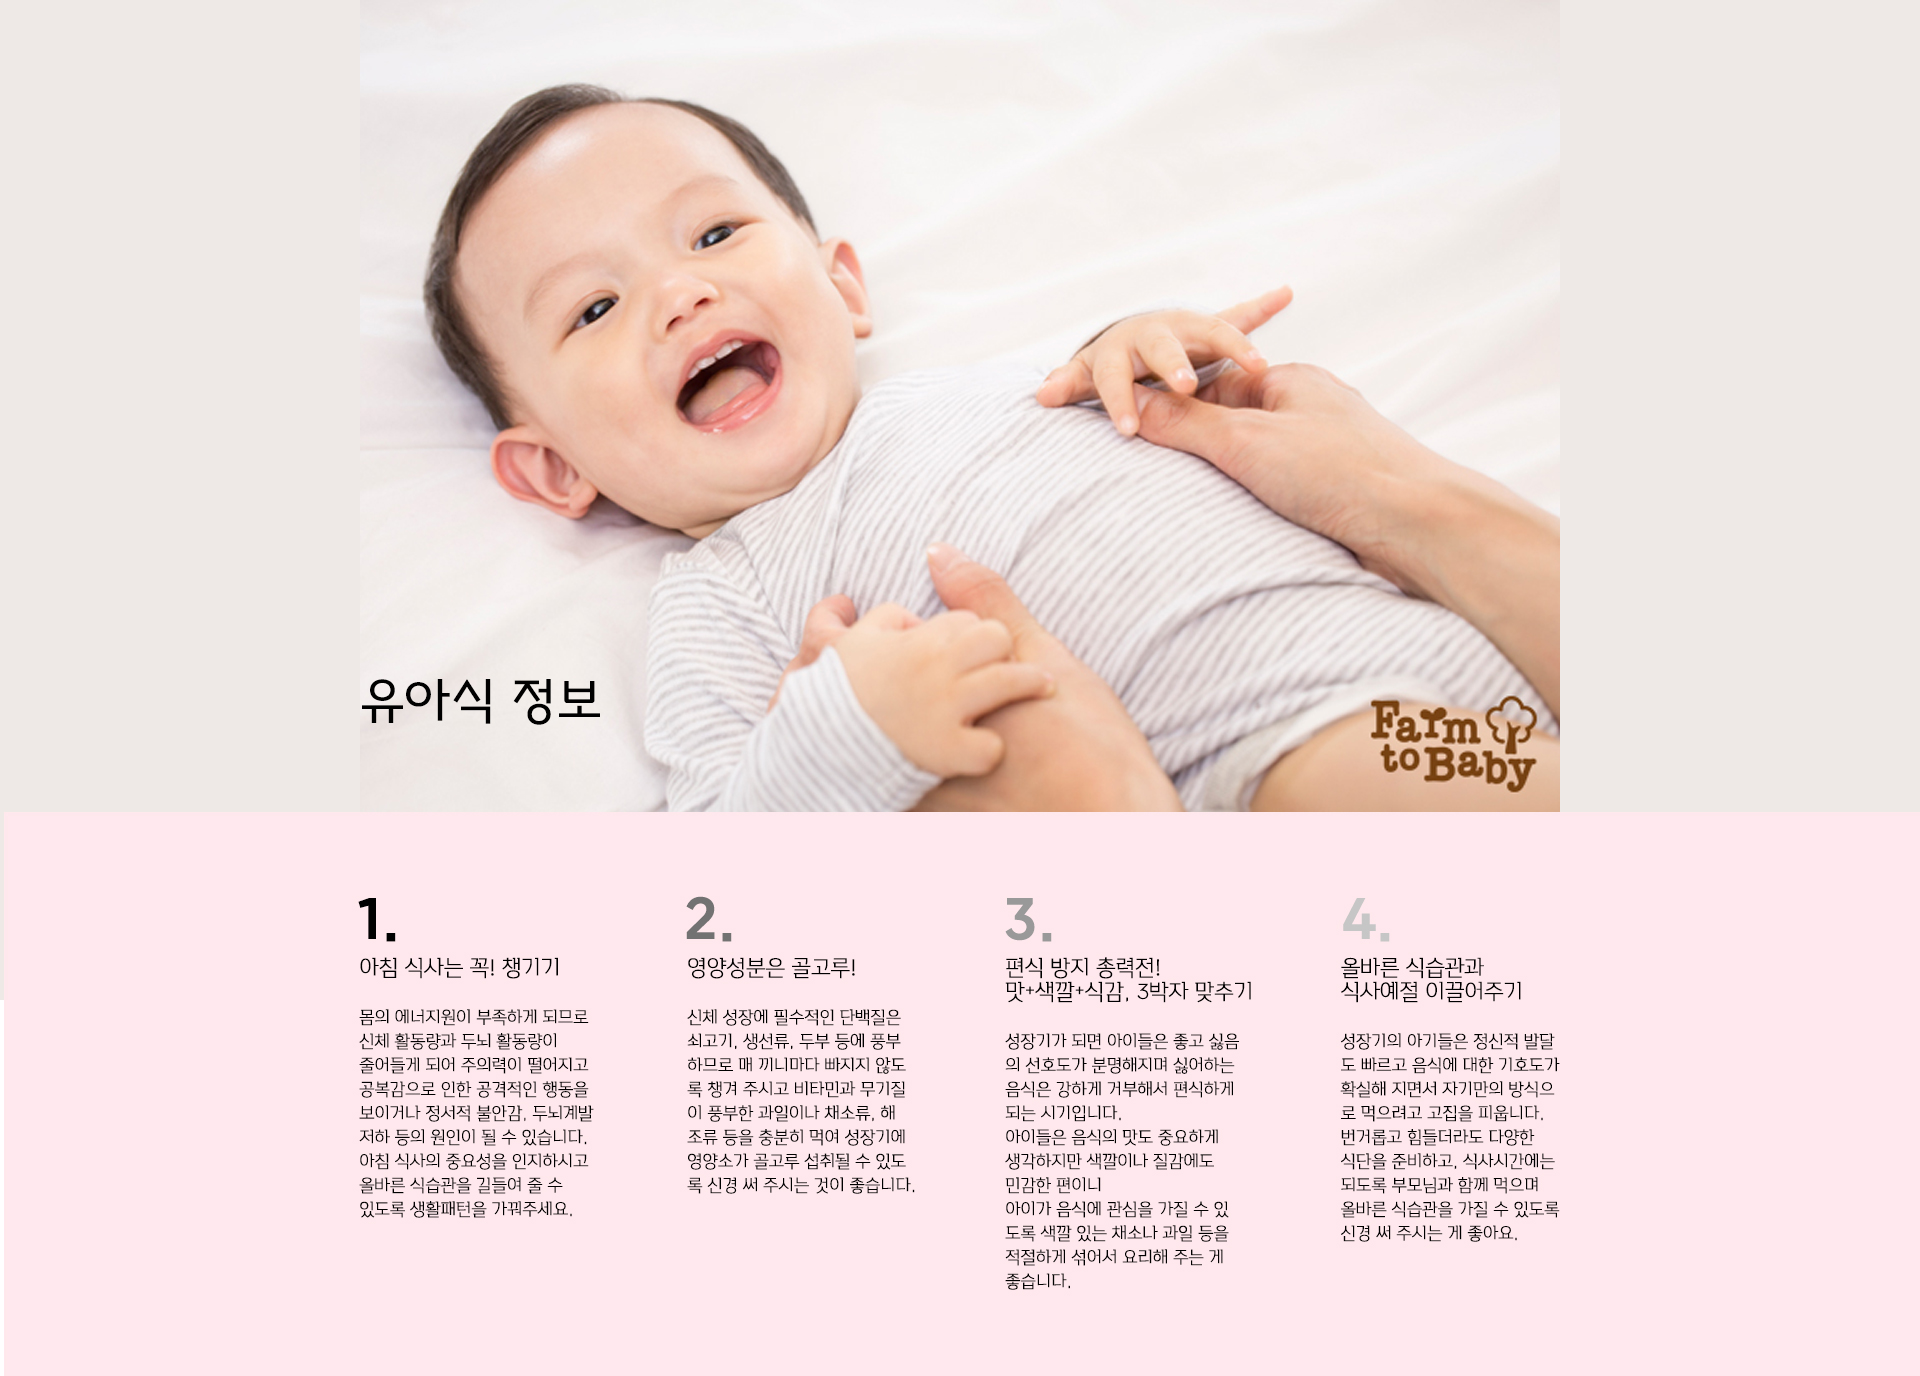 유아식 정보
Farm
to Baby
1.
아침 식사는 꼭! 챙기기
몸의 에너지원이 부족하게 되므로
신체 활동량과 두뇌 활동량이
줄어들게 되어 주의력이 떨어지고
공복감으로 인한 공격적인 행동을
보이거나 정서적 불안감, 두뇌계발
저하 등의 원인이 될 수 있습니다.
아침 식사의 중요성을 인지하시고
올바른 식습관을 길들여 줄 수
있도록 생활패턴을 가꿔주세요.
2.
영양성분은 골고루!
신체 성장에 필수적인 단백질은
쇠고기, 생선류, 두부 등에 풍부
하므로 매 끼니마다 빠지지 않도
록 챙겨 주시고 비타민과 무기질
이 풍부한 과일이나 채소류, 해
조류 등을 충분히 먹여 성장기에
영양소가 골고루 섭취될 수 있도
록 신경 써 주시는 것이 좋습니다.
3.
편식 방지 총력전!
맛+색깔+식감, 3박자 맞추기
성장기가 되면 아이들은 좋고 싫음
의 선호도가 분명해지며 싫어하는
음식은 강하게 거부해서 편식하게
되는 시기입니다.
아이들은 음식의 맛도 중요하게
생각하지만 색깔이나 질감에도
민감한 편이니
아이가 음식에 관심을 가질 수 있
도록 색깔 있는 채소나 과일 등을
적절하게 섞어서 요리해 주는 게
좋습니다.
4.
올바른 식습관과
식사예절 이끌어주기
성장기의 아기들은 정신적 발달
도 빠르고 음식에 대한 기호도가
확실해 지면서 자기만의 방식으
로 먹으려고 고집을 피웁니다.
번거롭고 힘들더라도 다양한
식단을 준비하고, 식사시간에는
되도록 부모님과 함께 먹으며
올바른 식습관을 가질 수 있도록
신경 써 주시는 게 좋아요.